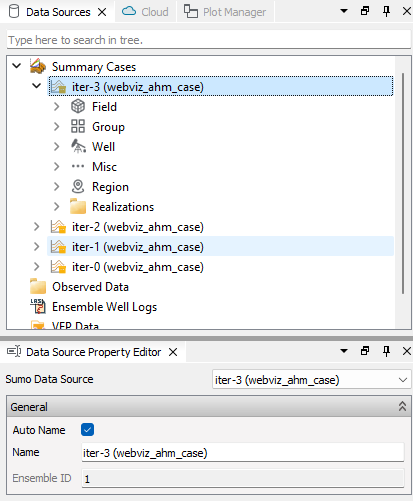 Data Sources
Cloud
Plot Manager
Type here to search in tree.
Summary Cases
iter-3 (webviz_ahm_case)
Field
Group
Well
Misc
Region
Realizations
iter-2 (webviz_ahm_case)
iter-1 (webviz_ahm_case)
iter-0 (webviz_ahm_case)
Observed Data
LAS
Ensemble Well Logs
VFP Data
Data Source Property Editor
Sumo Data Source
iter-3 (webviz_ahm_case)
General
Auto Name
Name
iter-3 (webviz_ahm_case)
Ensemble ID
1